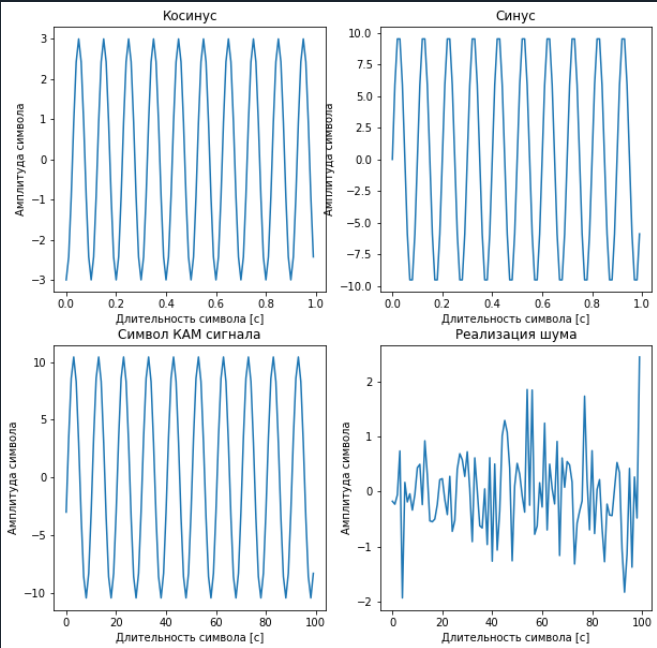 Косинус
Амплитуда символа
3
2
1
0
−1
−2
−3
0.0 0.2 0.4 0.6 0.8 1.0
Длительность символа [с]
Синус
Амплитуда символа
10.0
7.5
5.0
2.5
0.0
−2.5
−5.0
−7.5
−10.0
0.0 0.2 0.4 0.6 0.8 1.0
Длительность символа [с]
Символ КАМ сигнала
Амплитуда символа
10
5
0
−5
−10
0 20 40 60 80 100
Длительность символа [с]
Реализация шума
Амплитуда символа
2
1
0
−1
−2
0 20 40 60 80 100
Длительность символа [с]